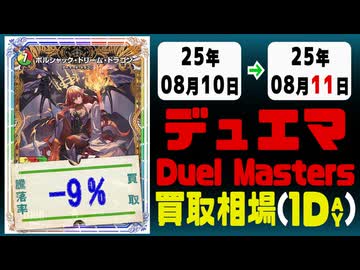 7
ボルシャック・ドリーム・ドラゴン
買取
騰落率
-9%
25年
08月10日
25年
08月11日
デュエマ
Duel Masters
買取相場(1D)